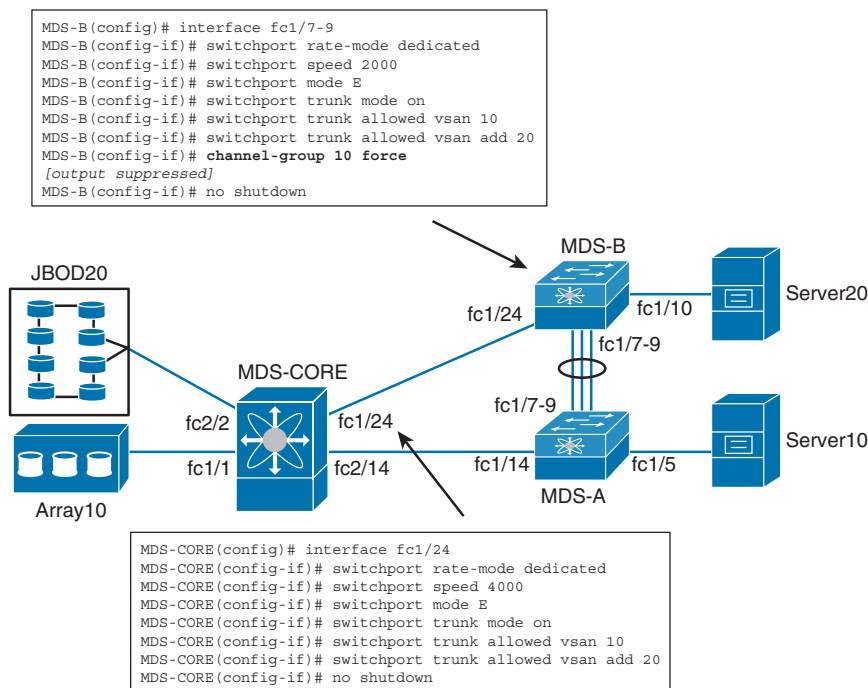 MDS-B(config)# interface fc1/7-9
MDS-B(config-if)# switchport rate-mode dedicated
MDS-B(config-if)# switchport speed 2000
MDS-B(config-if)# switchport mode E
MDS-B(config-if)# switchport trunk mode on
MDS-B(config-if)# switchport trunk allowed vsan 10
MDS-B(config-if)# switchport trunk allowed vsan add 20
MDS-B(config-if)# channel-group 10 force
[output suppressed]
MDS-B(config-if)# no shutdown
MDS-B
JBOD20
Server20
fc1/24
fc1/10
fc1/7-9
MDS-CORE
fc1/7-9
fc2/2
fc1/24
Server10
fc1/1
fc2/14
fc1/14
fc1/5
Array10
MDS-A
MDS-CORE(config)# interface fc1/24
MDS-CORE(config-if)# switchport rate-mode dedicated
MDS-CORE(config-if)# switchport speed 4000
MDS-CORE(config-if)# switchport mode E
MDS-CORE(config-if)# switchport trunk mode on
MDS-CORE(config-if)# switchport trunk allowed vsan 10
MDS-CORE(config-if)# switchport trunk allowed vsan add 20
MDS-CORE(config-if)# no shutdown